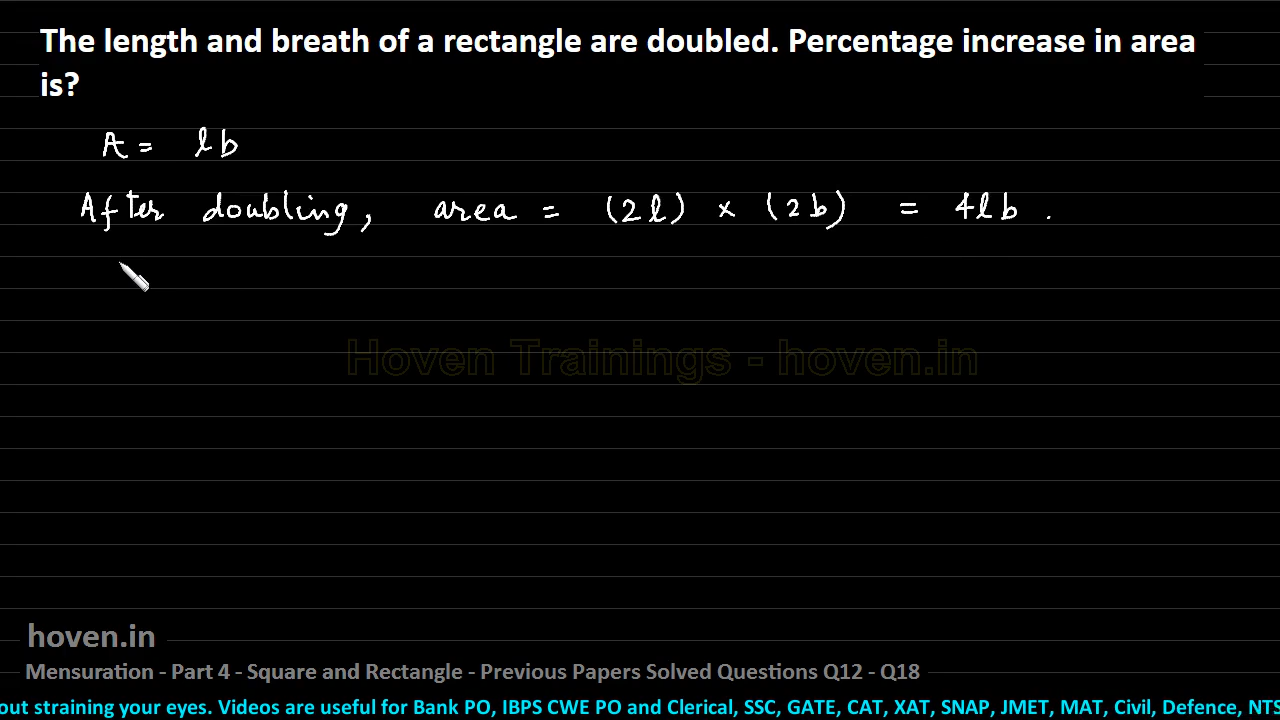 The length and breath of a rectangle are doubled. Percentage increase in area
is?
A = lb
After doubling, area = (2l) × (2b) = 4lb.
Hoven Trainings - hoven.in
hoven.in
Mensuration - Part 4 - Square and Rectangle - Previous Papers Solved Questions Q12 - Q18
out straining your eyes. Videos are useful for Bank PO, IBPS CWE PO and Clerical, SSC, GATE, CAT, XAT, SNAP, JMET, MAT, Civil, Defence, NTS